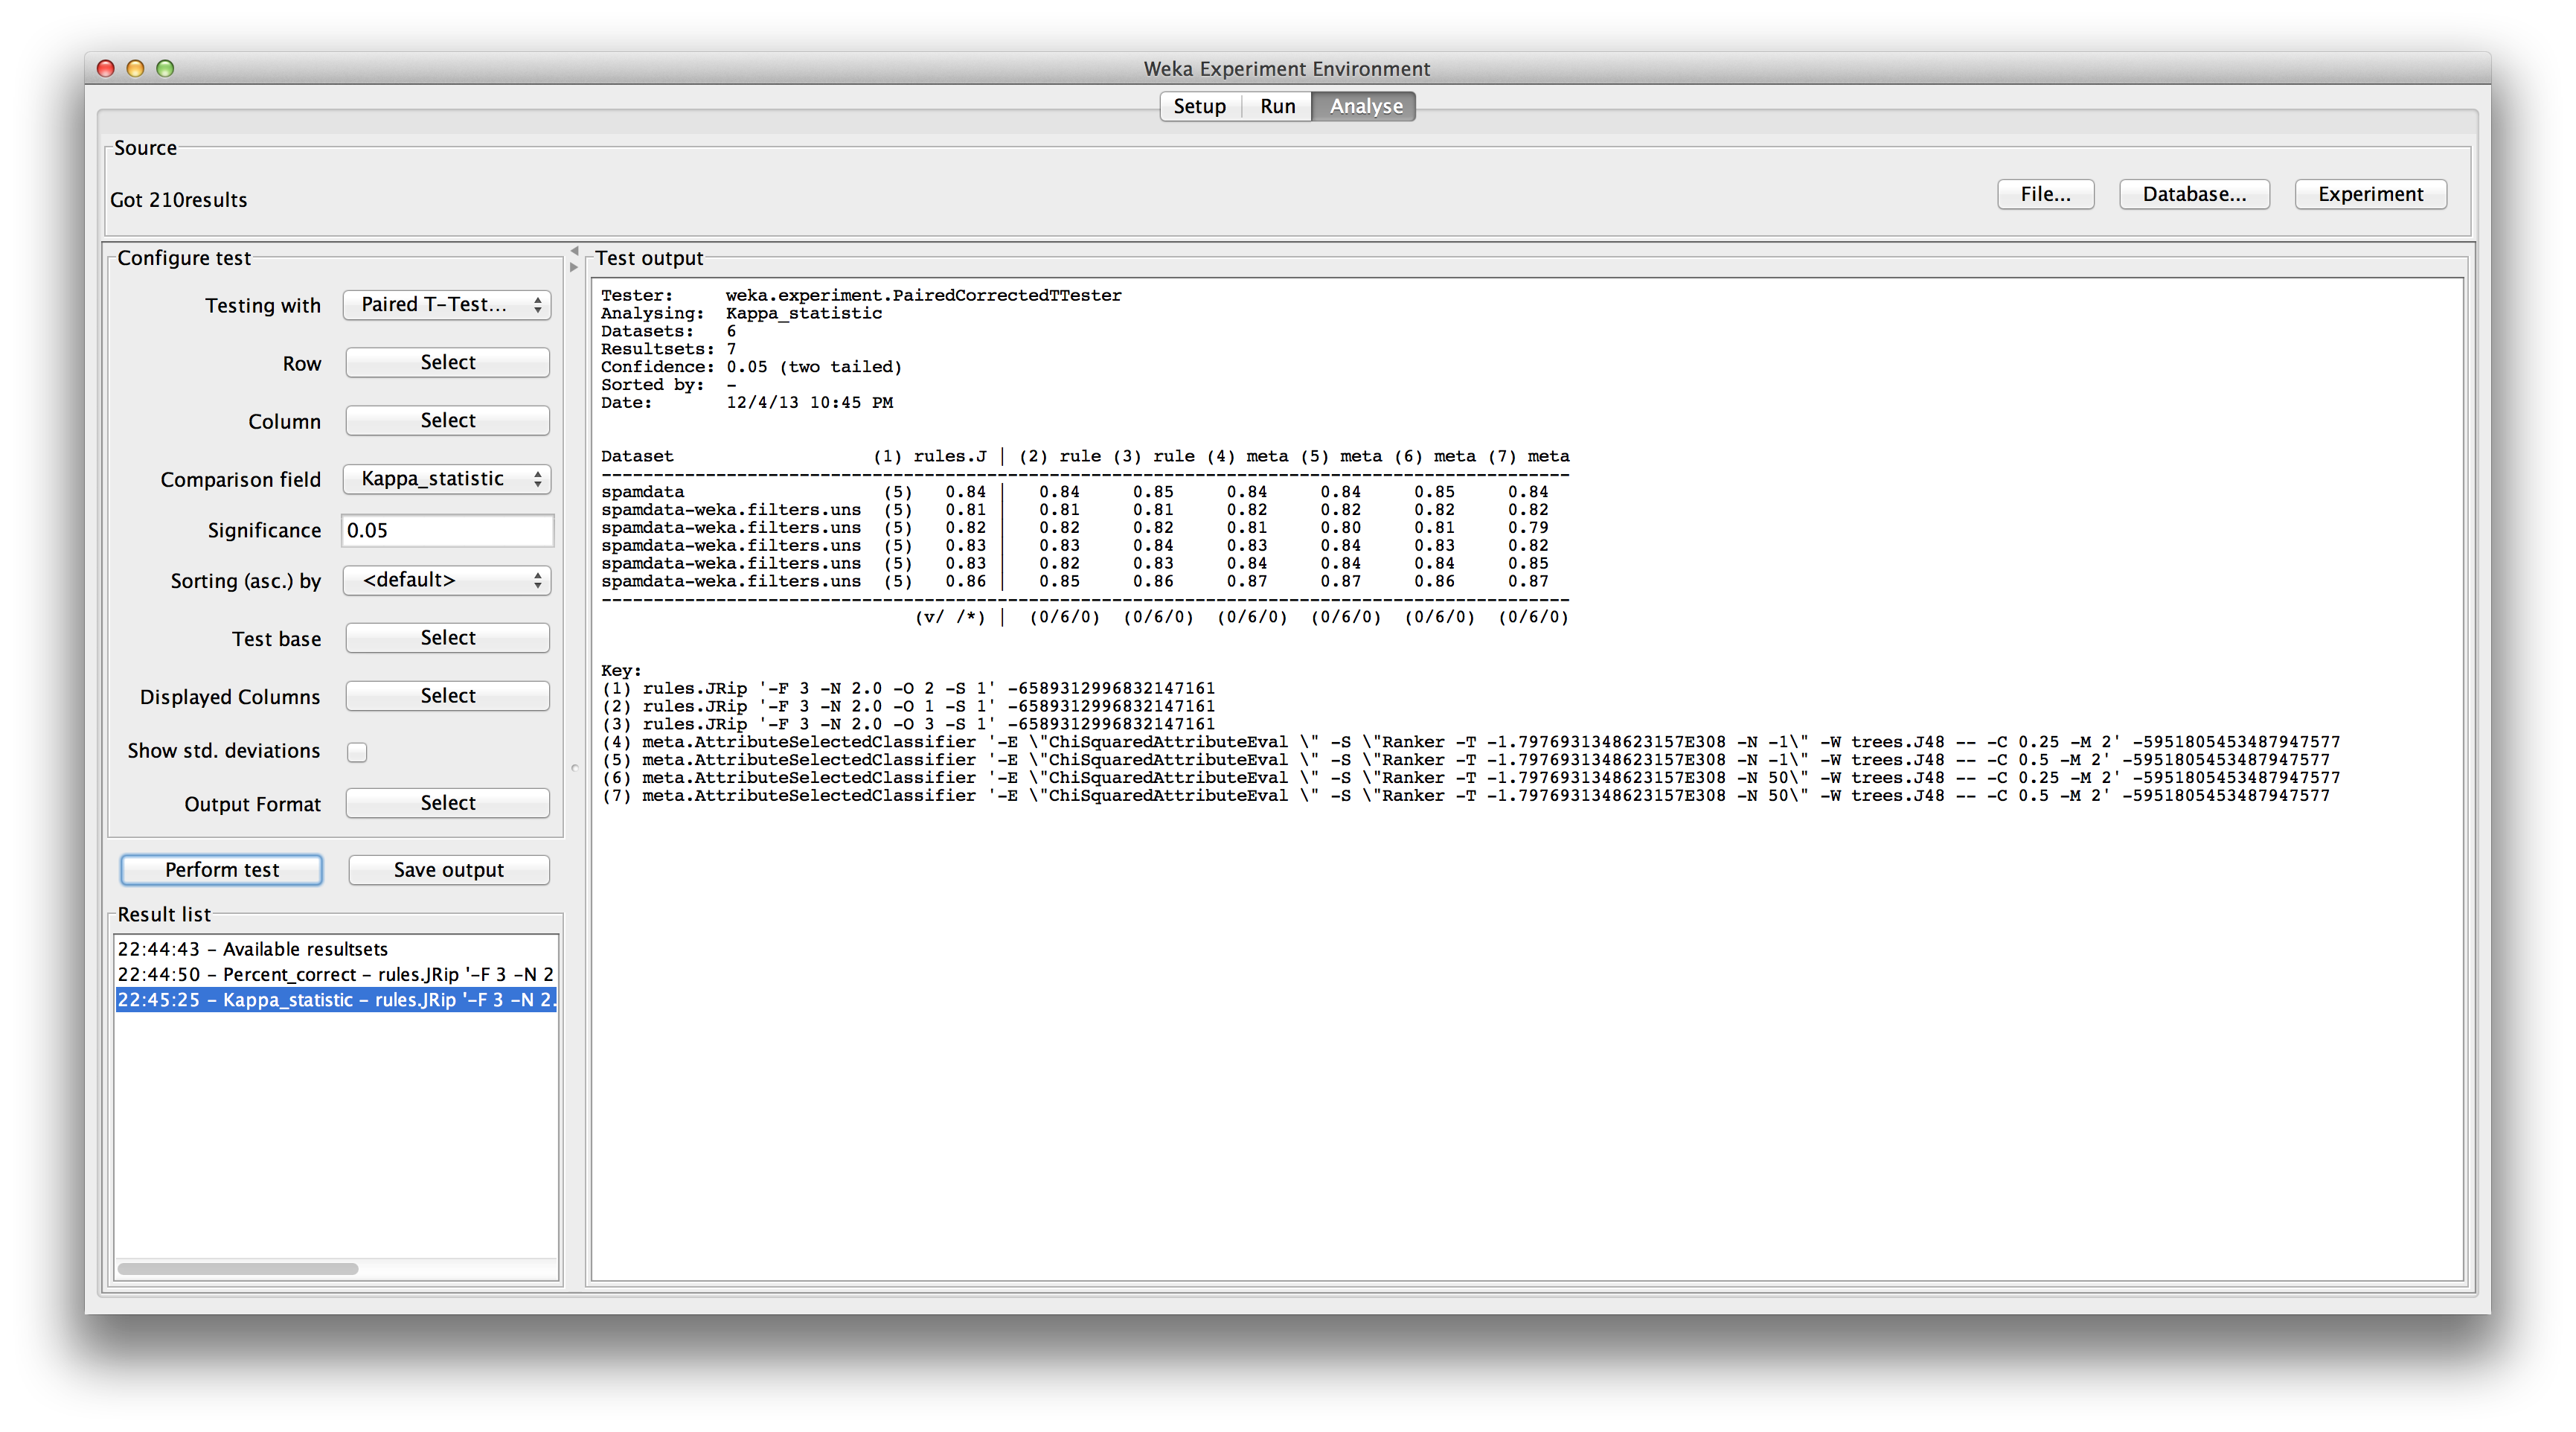 Weka Experiment Environment
Setup Run Analyse
Source
Got 210results
File... Database... Experiment
Configure test
Testing with Paired T-Test...
Row Select
Column Select
Comparison field Kappa_statistic
Significance 0.05
Sorting (asc.) by <default>
Test base Select
Displayed Columns Select
Show std. deviations
Output Format Select
Perform test Save output
Result list
22:44:43 - Available resultsets
22:44:50 - Percent_correct - rules.JRip '-F 3 -N 2
22:45:25 - Kappa_statistic - rules.JRip '-F 3 -N 2.
Test output
Tester: weka.experiment.PairedCorrectedTTester
Analysing: Kappa_statistic
Datasets: 6
Resultsets: 7
Confidence: 0.05 (two tailed)
Sorted by: -
Date: 12/4/13 10:45 PM
Dataset (1) rules.J | (2) rule (3) rule (4) meta (5) meta (6) meta (7) meta
---------------------------------------------------------------------------------------------
spamdata (5) 0.84 | 0.84 0.85 0.84 0.84 0.85 0.84
spamdata-weka.filters.uns (5) 0.81 | 0.81 0.81 0.82 0.82 0.82 0.82
spamdata-weka.filters.uns (5) 0.82 | 0.82 0.82 0.81 0.80 0.81 0.79
spamdata-weka.filters.uns (5) 0.83 | 0.83 0.84 0.83 0.84 0.83 0.82
spamdata-weka.filters.uns (5) 0.83 | 0.82 0.83 0.84 0.84 0.84 0.85
spamdata-weka.filters.uns (5) 0.86 | 0.85 0.86 0.87 0.87 0.86 0.87
---------------------------------------------------------------------------------------------
(v/ /*) | (0/6/0) (0/6/0) (0/6/0) (0/6/0) (0/6/0) (0/6/0)
Key:
(1) rules.JRip '-F 3 -N 2.0 -O 2 -S 1' -6589312996832147161
(2) rules.JRip '-F 3 -N 2.0 -O 1 -S 1' -6589312996832147161
(3) rules.JRip '-F 3 -N 2.0 -O 3 -S 1' -6589312996832147161
(4) meta.AttributeSelectedClassifier '-E \"ChiSquaredAttributeEval \" -S \"Ranker -T -1.7976931348623157E308 -N -1\" -W trees.J48 -- -C 0.25 -M 2' -5951805453487947577
(5) meta.AttributeSelectedClassifier '-E \"ChiSquaredAttributeEval \" -S \"Ranker -T -1.7976931348623157E308 -N -1\" -W trees.J48 -- -C 0.5 -M 2' -5951805453487947577
(6) meta.AttributeSelectedClassifier '-E \"ChiSquaredAttributeEval \" -S \"Ranker -T -1.7976931348623157E308 -N 50\" -W trees.J48 -- -C 0.25 -M 2' -5951805453487947577
(7) meta.AttributeSelectedClassifier '-E \"ChiSquaredAttributeEval \" -S \"Ranker -T -1.7976931348623157E308 -N 50\" -W trees.J48 -- -C 0.5 -M 2' -5951805453487947577